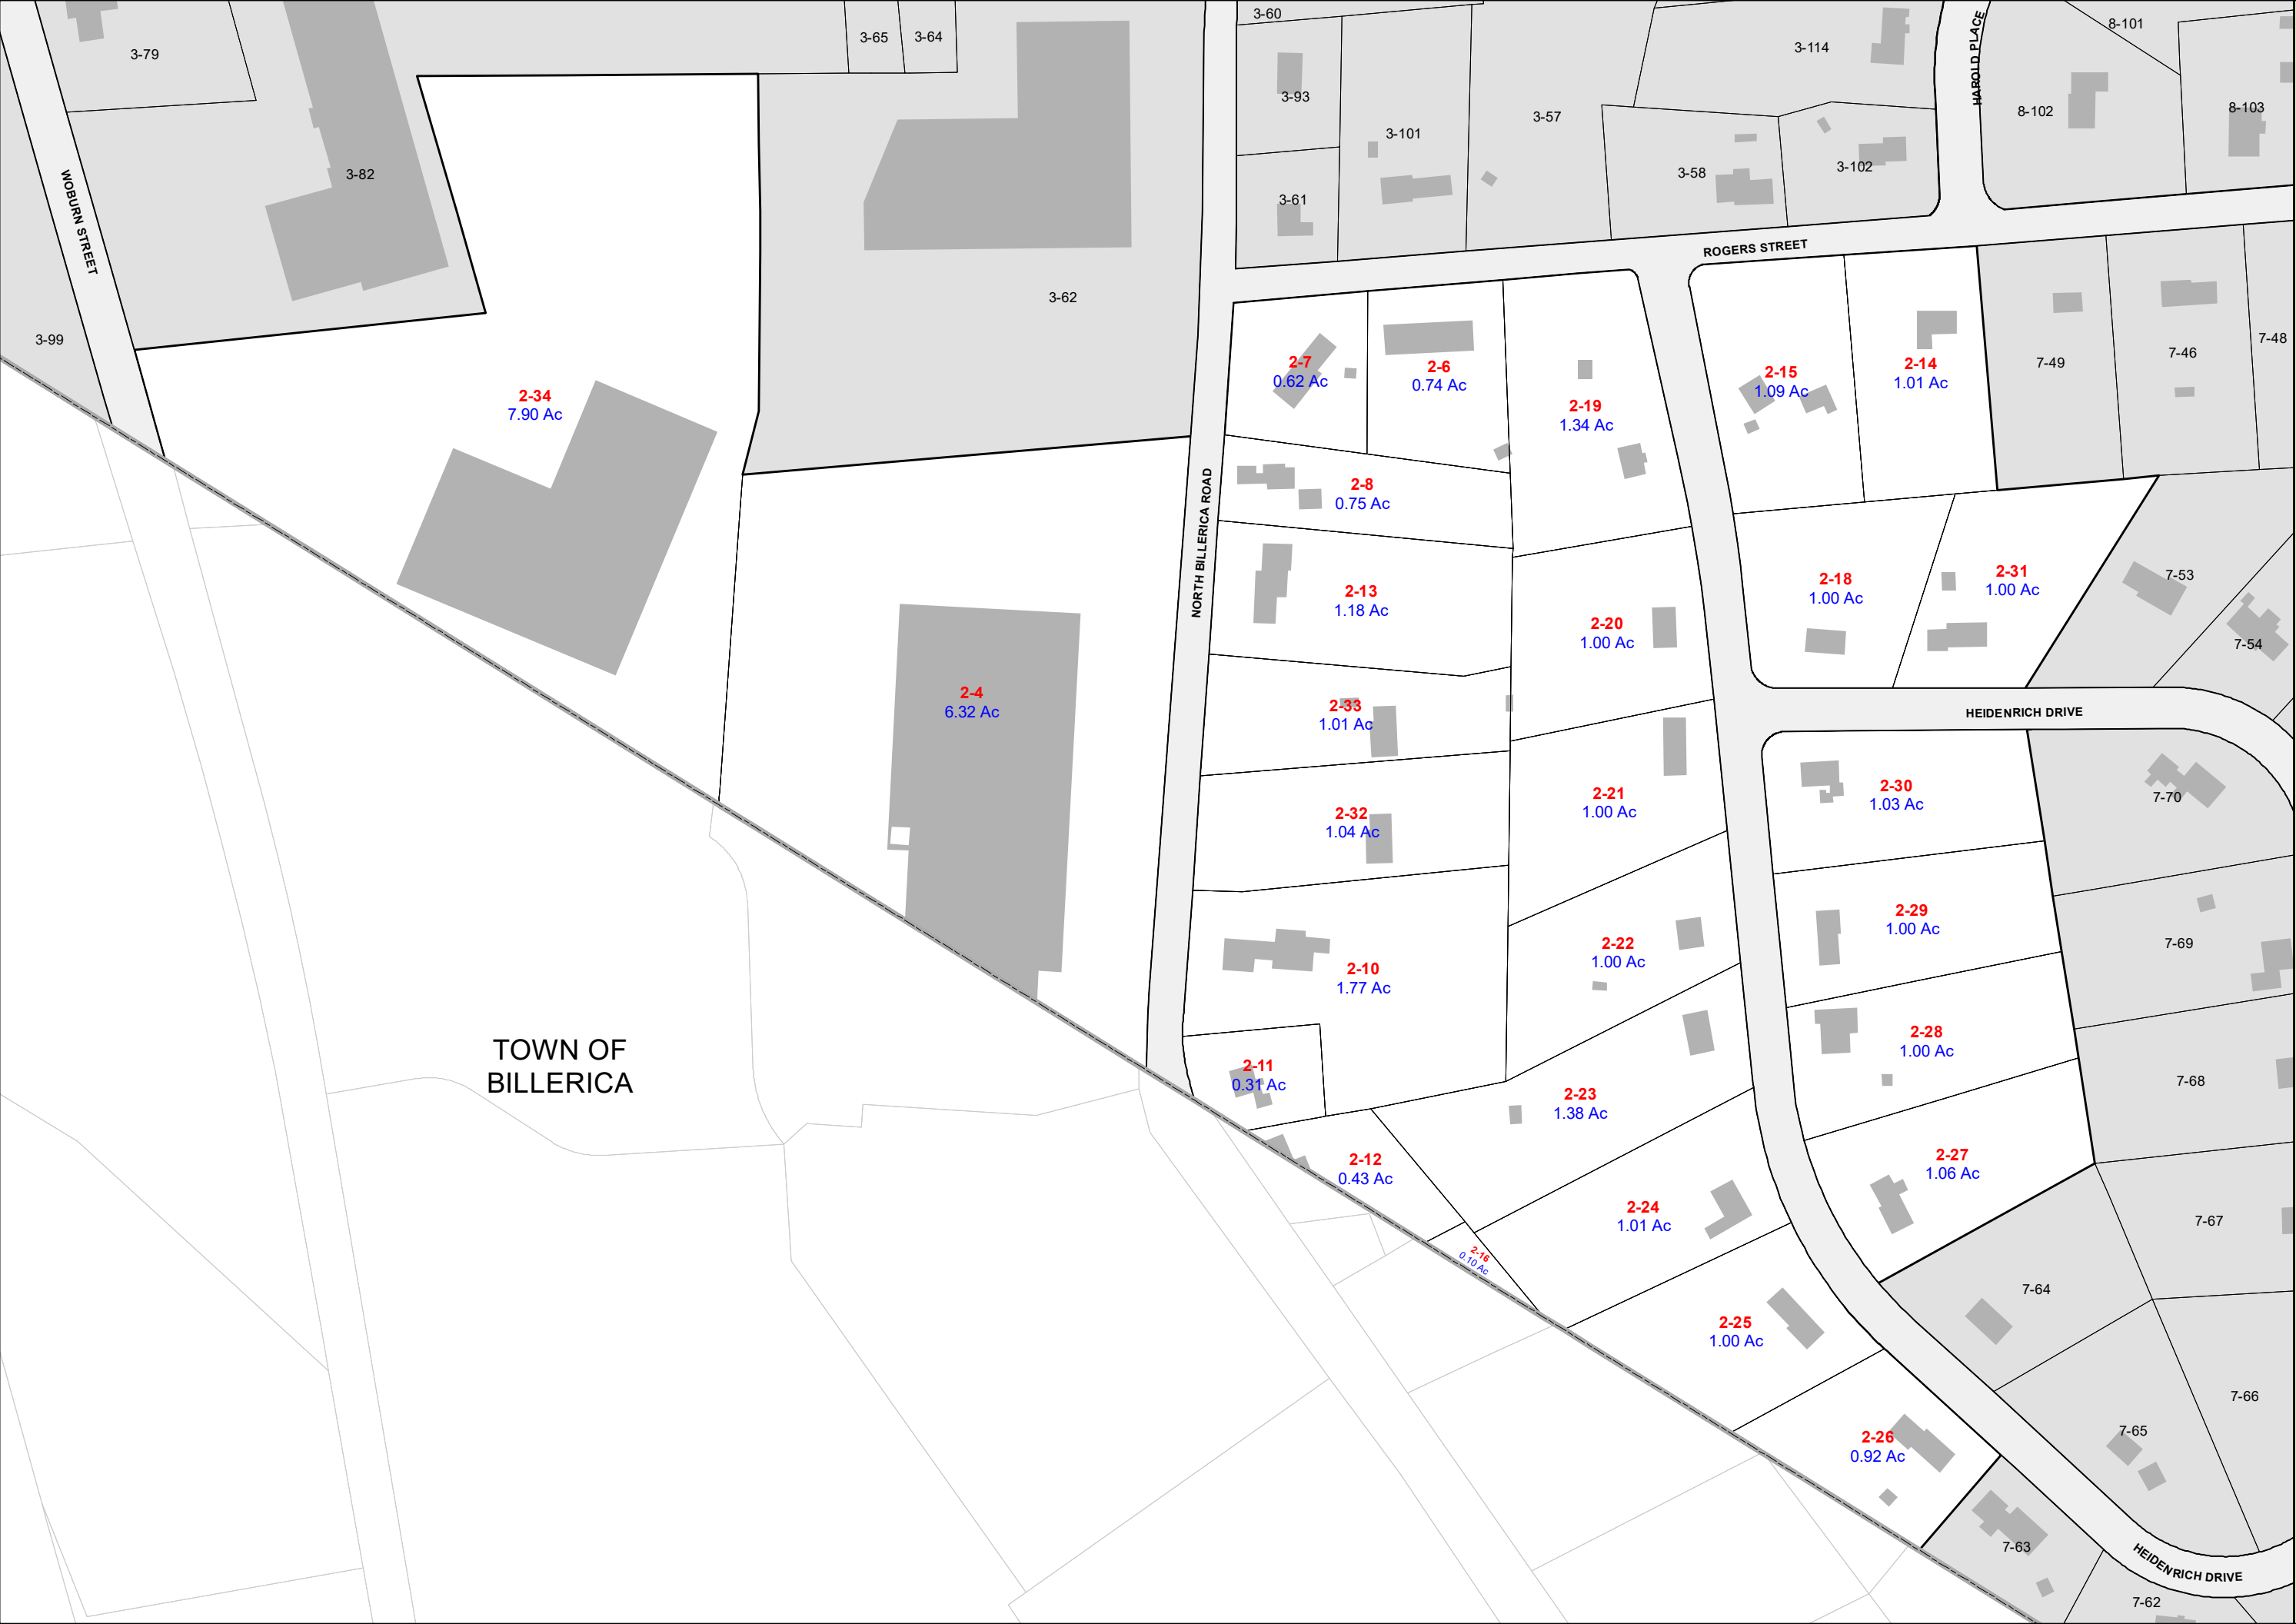 3-79
3-65
3-64
3-60
3-114
HAROLD PLACE
8-101
3-93
3-101
3-57
8-102
8-103
WOBURN STREET
3-82
3-61
3-58
3-102
ROGERS STREET
3-62
3-99
2-34
7.90 Ac
2-7
0.62 Ac
2-6
0.74 Ac
2-19
1.34 Ac
2-15
1.09 Ac
2-14
1.01 Ac
7-49
7-46
7-48
2-8
0.75 Ac
NORTH BILLERICA ROAD
2-13
1.18 Ac
2-20
1.00 Ac
2-18
1.00 Ac
2-31
1.00 Ac
7-53
7-54
2-4
6.32 Ac
2-33
1.01 Ac
HEIDENRICH DRIVE
2-32
1.04 Ac
2-21
1.00 Ac
2-30
1.03 Ac
7-70
2-10
1.77 Ac
2-22
1.00 Ac
2-29
1.00 Ac
7-69
TOWN OF
BILLERICA
2-11
0.31 Ac
2-23
1.38 Ac
2-28
1.00 Ac
7-68
2-12
0.43 Ac
2-24
1.01 Ac
2-27
1.06 Ac
7-67
2-16
0.10 Ac
2-25
1.00 Ac
7-64
7-66
2-26
0.92 Ac
7-65
7-63
HEIDENRICH DRIVE
7-62